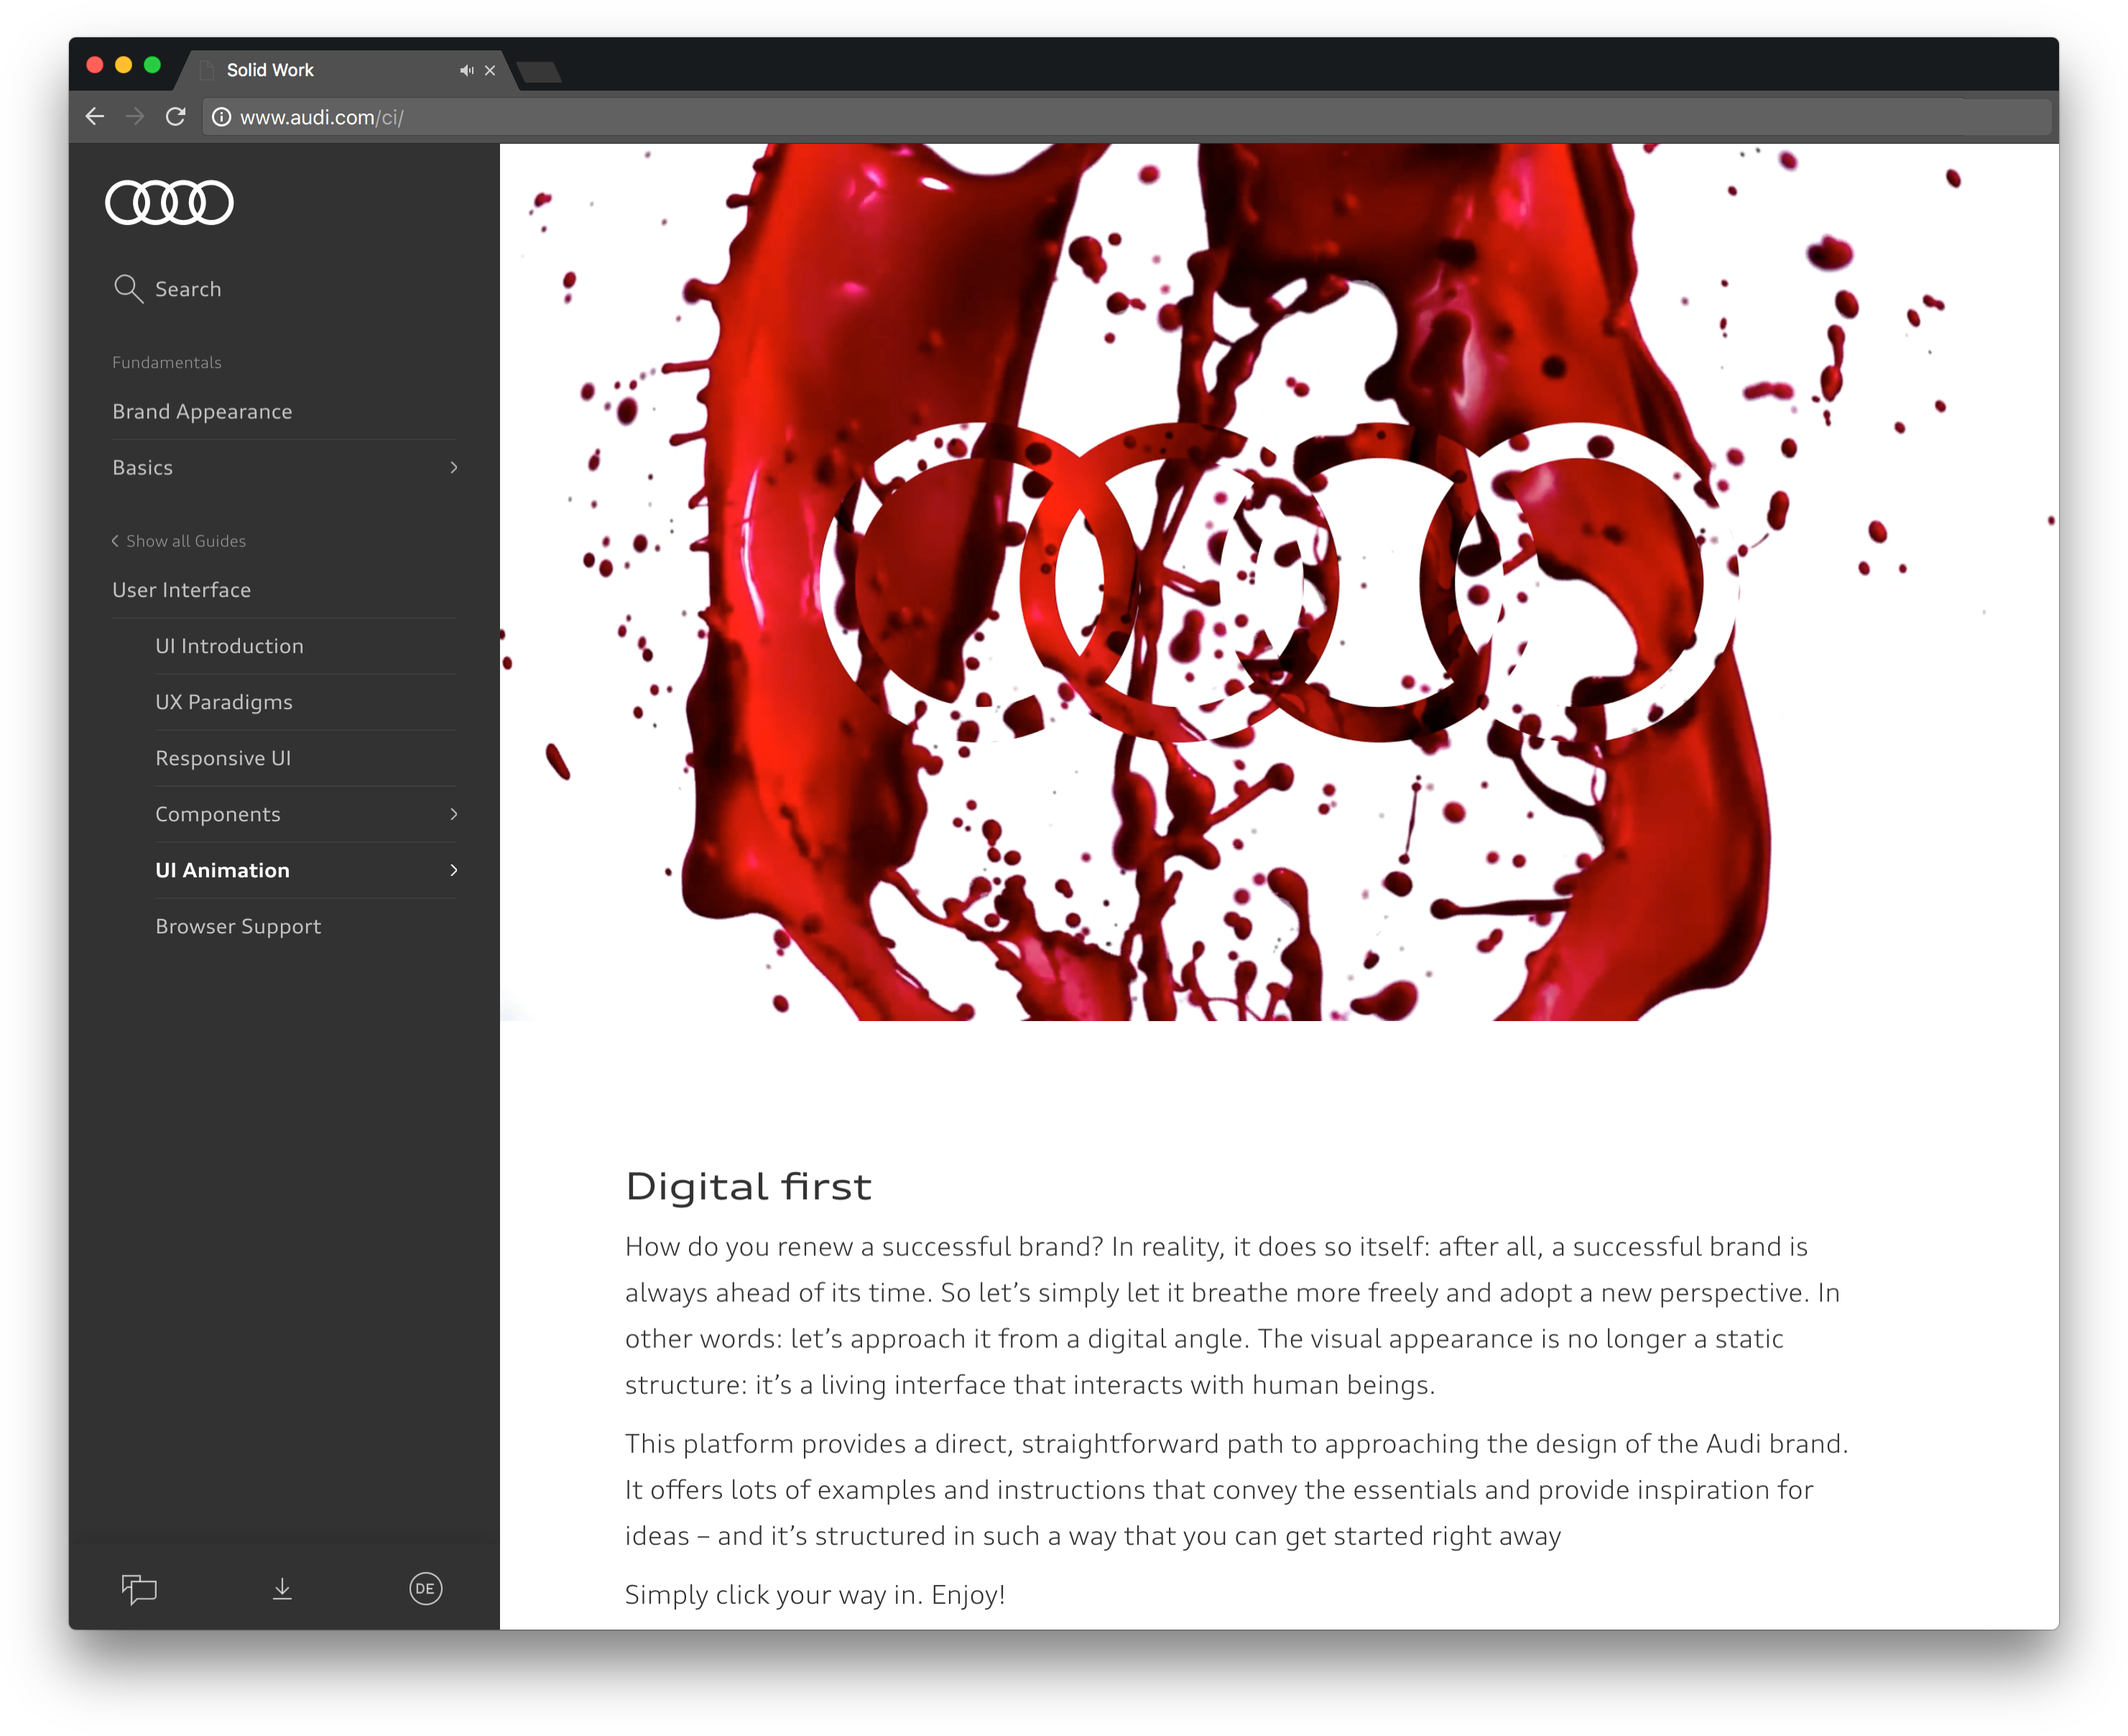 Solid Work
www.audi.com/ci/
Search
Fundamentals
Brand Appearance
Basics
Show all Guides
User Interface
UI Introduction
UX Paradigms
Responsive UI
Components
UI Animation
Browser Support
DE
Digital first
How do you renew a successful brand? In reality, it does so itself: after all, a successful brand is
always ahead of its time. So let’s simply let it breathe more freely and adopt a new perspective. In
other words: let’s approach it from a digital angle. The visual appearance is no longer a static
structure: it’s a living interface that interacts with human beings.
This platform provides a direct, straightforward path to approaching the design of the Audi brand.
It offers lots of examples and instructions that convey the essentials and provide inspiration for
ideas – and it’s structured in such a way that you can get started right away
Simply click your way in. Enjoy!